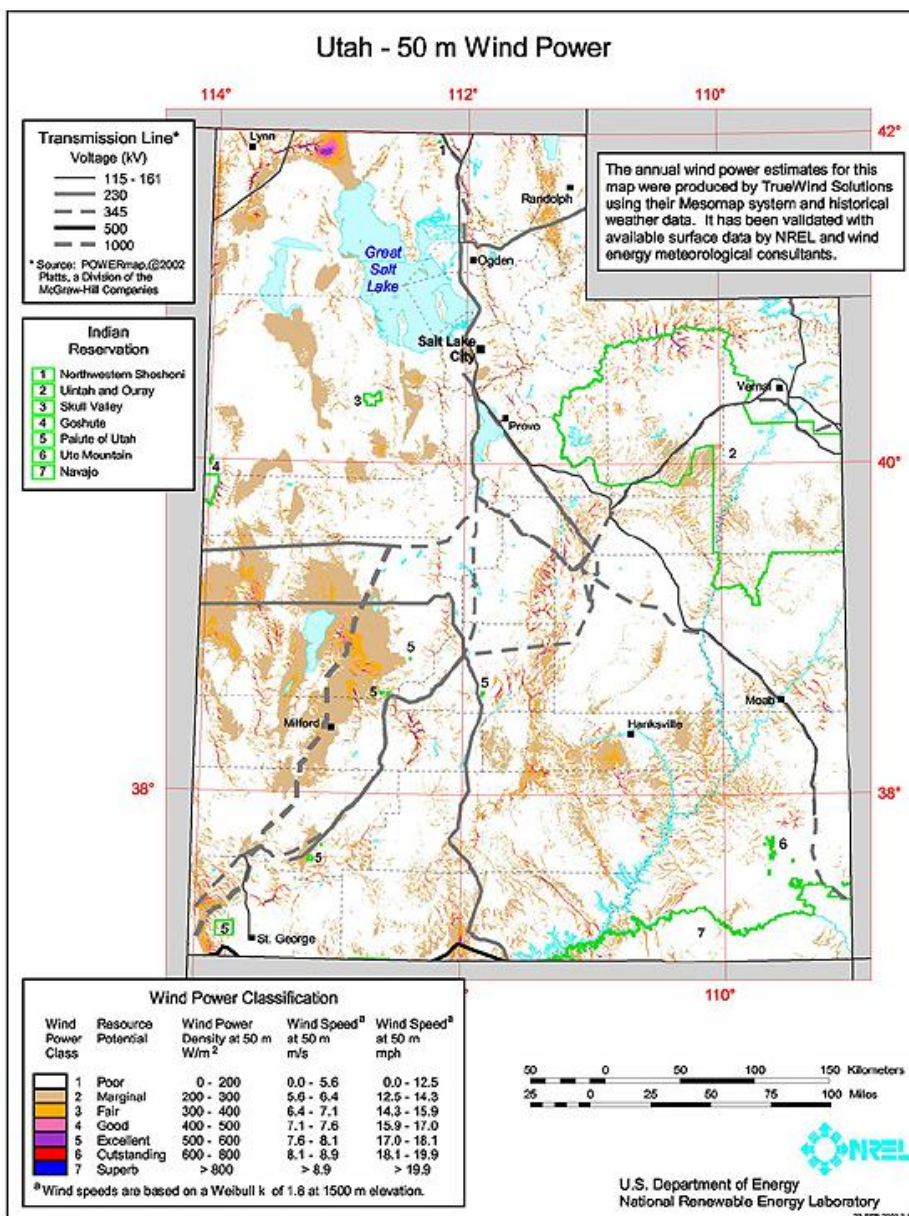 Utah - 50 m Wind Power
114°
112°
110°
42°
Transmission Line*
Voltage (kV)
115 - 161
230
345
500
1000
* Source: POWERmap,@2002
Platts, a Division of the
McGraw-Hill Companies
The annual wind power estimates for this
map were produced by TrueWind Solutions
using their Mesomap system and historical
weather data. It has been validated with
available surface data by NREL and wind
energy meteorological consultants.
Lynn
1
Randolph
Great
Salt
Lake
Ogden
Salt Lake
City
Indian
Reservation
1 Northwestern Shoshoni
2 Uintah and Ouray
3 Skull Valley
4 Goshute
5 Paiute of Utah
6 Ute Mountain
7 Navajo
3
Vernal
Provo
4
2
40°
40°
5
5
5
Moab
Milford
Hanksville
38°
38°
5
6
5
St. George
7
110°
Wind Power Classification
Wind Power Class
Resource Potential
Wind Power Density at 50 m W/m2
Wind Speed a at 50 m m/s
Wind Speed a at 50 m mph
1 Poor 0 - 200 0.0 - 5.6 0.0 - 12.5
2 Marginal 200 - 300 5.6 - 6.4 12.5 - 14.3
3 Fair 300 - 400 6.4 - 7.1 14.3 - 15.9
4 Good 400 - 500 7.1 - 7.6 15.9 - 17.0
5 Excellent 500 - 600 7.6 - 8.1 17.0 - 18.1
6 Outstanding 600 - 800 8.1 - 8.9 18.1 - 19.9
7 Superb > 800 > 8.9 > 19.9
a Wind speeds are based on a Weibull k of 1.8 at 1500 m elevation.
50 0 50 100 150 Kilometers
25 0 25 50 75 100 Miles
NREL
U.S. Department of Energy
National Renewable Energy Laboratory